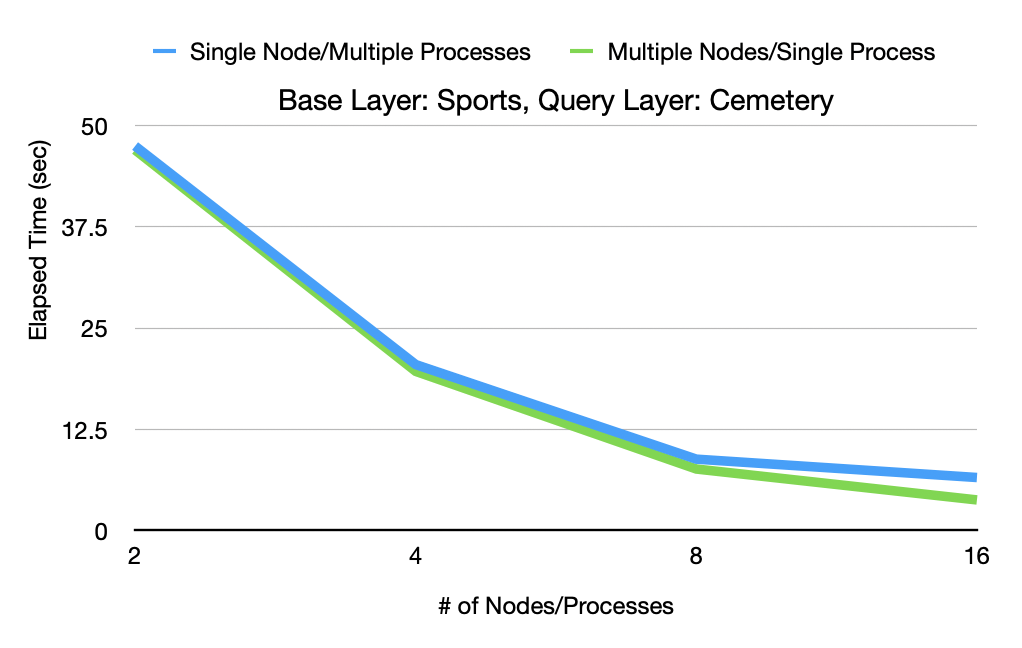 Single Node/Multiple Processes Multiple Nodes/Single Process
Base Layer: Sports, Query Layer: Cemetery
50
37.5
25
12.5
0
Elapsed Time (sec)
2 4 8 16
# of Nodes/Processes